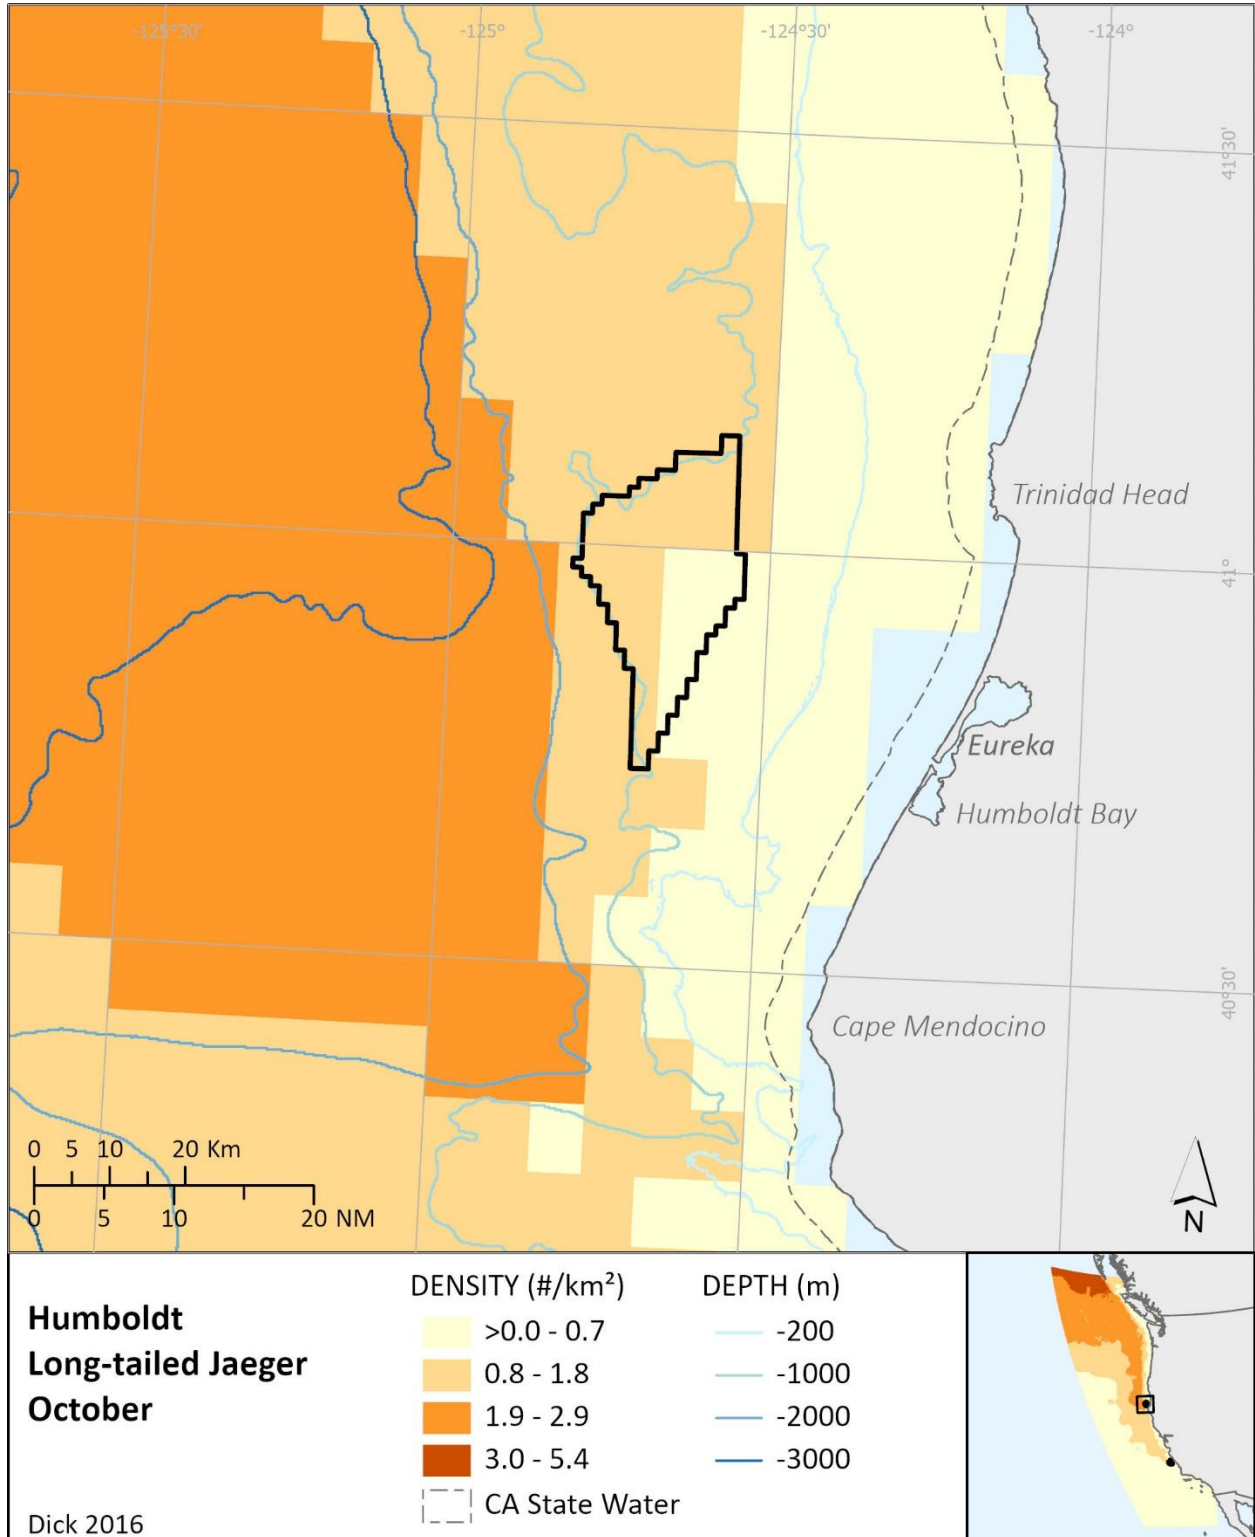 -125°30'
-125°
-124°30'
-124°
41°30'
Trinidad Head
41°
Eureka
Humboldt Bay
40°30'
Cape Mendocino
0 5 10 20 Km
0 5 10 20 NM
N
Humboldt
Long-tailed Jaeger
October
Dick 2016
DENSITY (#/km²)
>0.0 - 0.7
0.8 - 1.8
1.9 - 2.9
3.0 - 5.4
CA State Water
DEPTH (m)
-200
-1000
-2000
-3000